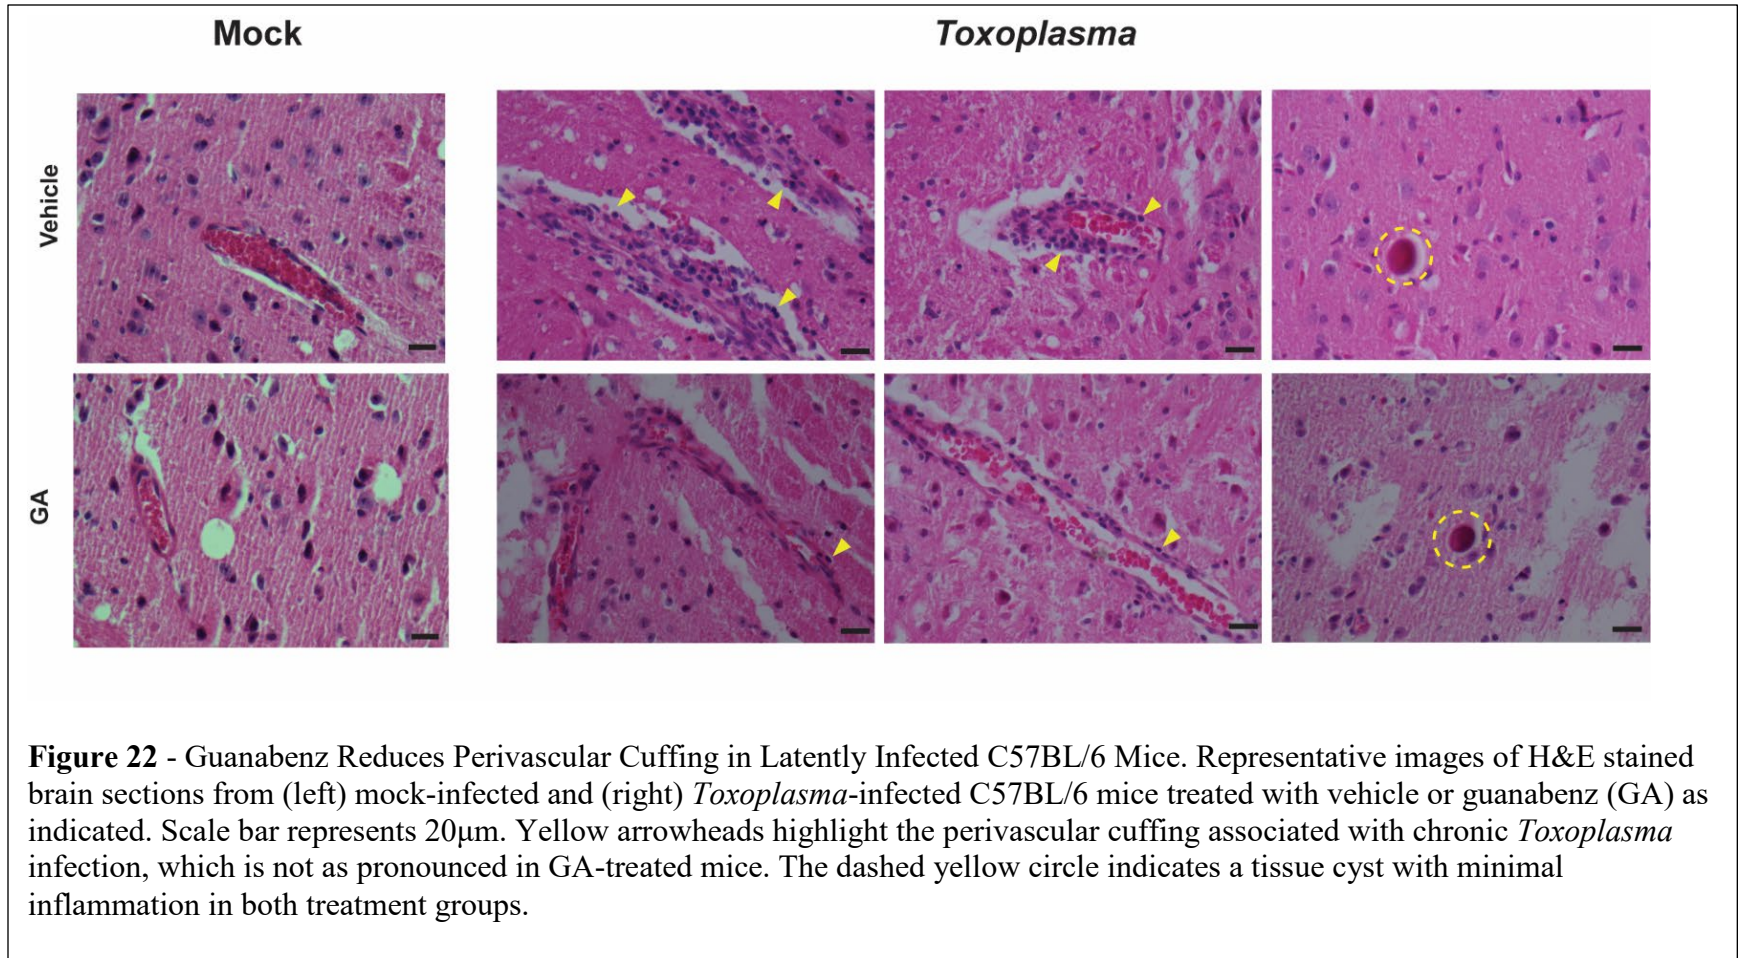 Mock
Toxoplasma
Vehicle
GA
Figure 22 - Guanabenz Reduces Perivascular Cuffing in Latently Infected C57BL/6 Mice. Representative images of H&E stained
brain sections from (left) mock-infected and (right) Toxoplasma-infected C57BL/6 mice treated with vehicle or guanabenz (GA) as
indicated. Scale bar represents 20μm. Yellow arrowheads highlight the perivascular cuffing associated with chronic Toxoplasma
infection, which is not as pronounced in GA-treated mice. The dashed yellow circle indicates a tissue cyst with minimal
inflammation in both treatment groups.